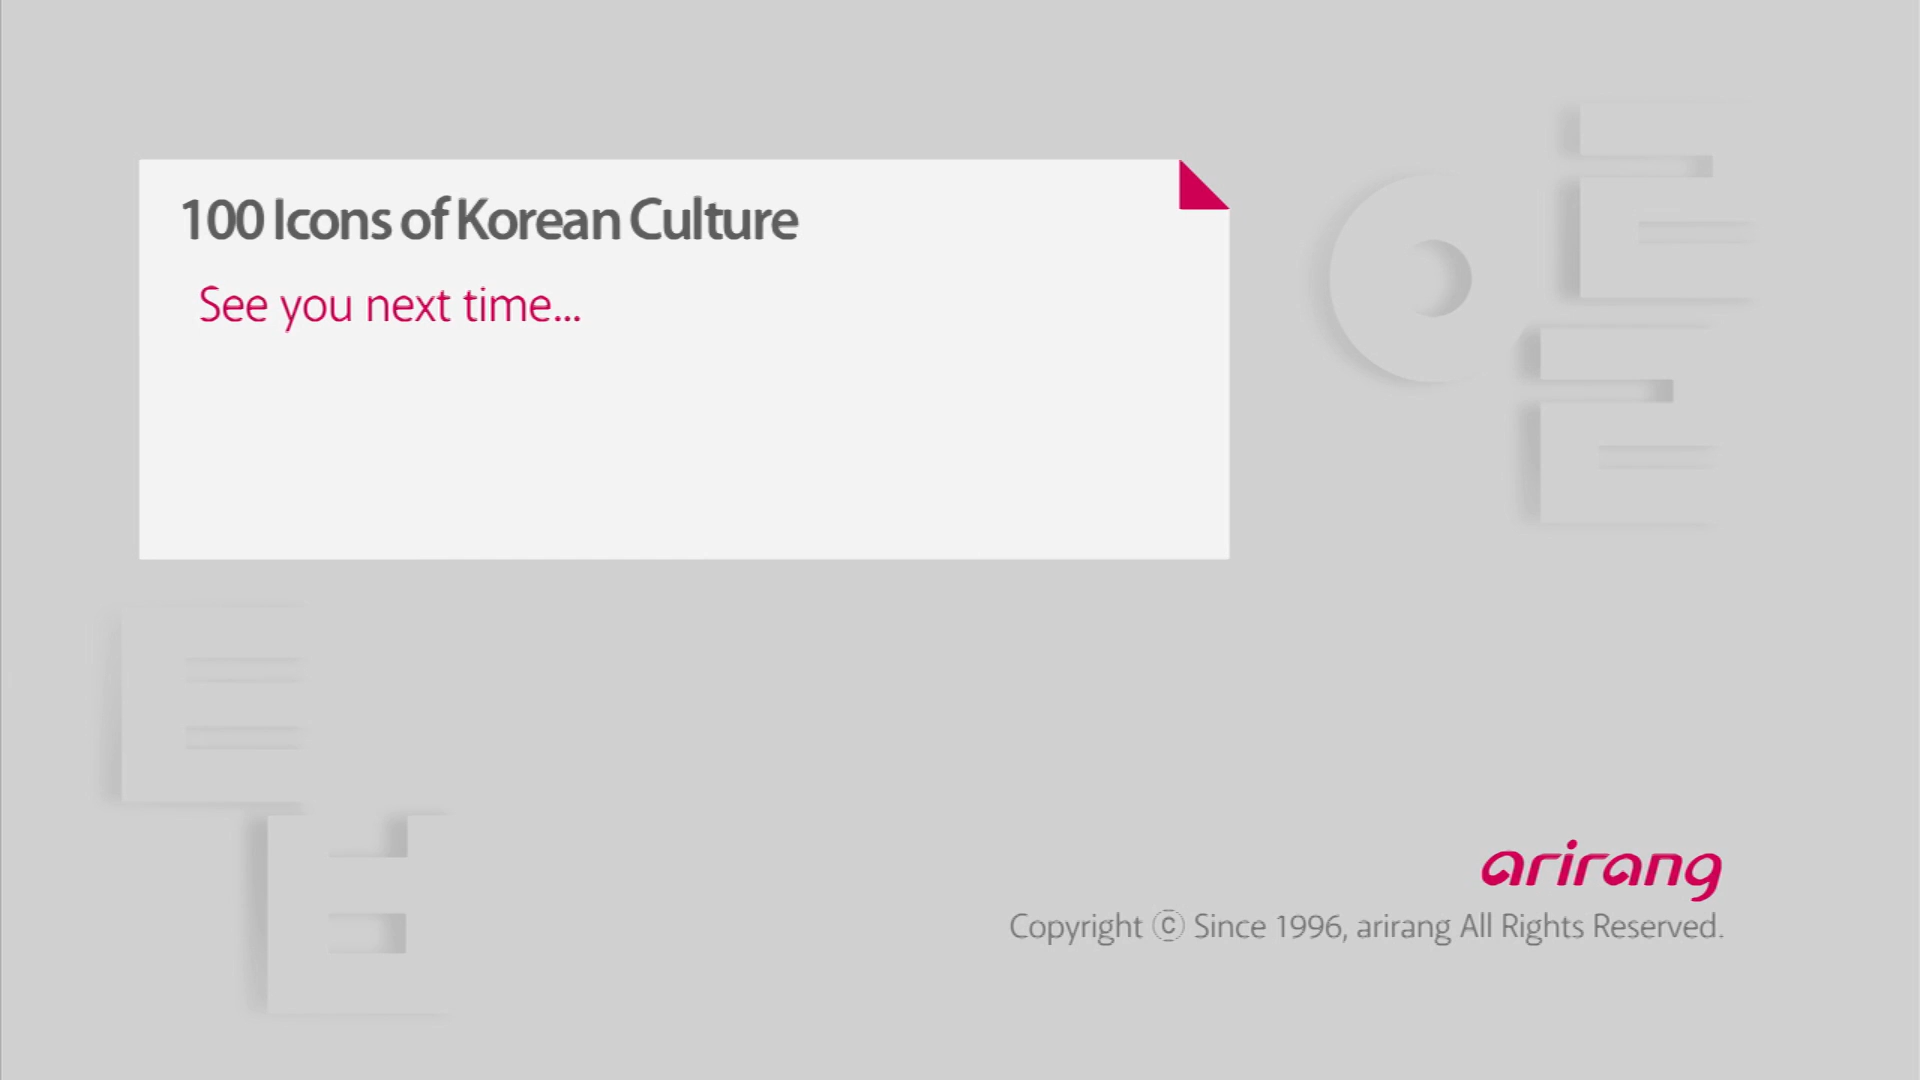 100 Icons of Korean Culture
See you next time...
arirang
Copyright ⓒ Since 1996, arirang All Rights Reserved.